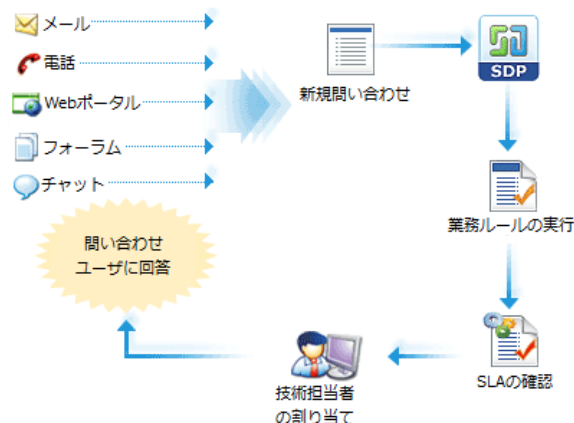 メール
電話
Webポータル
フォーラム
チャット
新規問い合わせ
SDP
業務ルールの実行
SLAの確認
技術担当者
の割り当て
問い合わせ
ユーザに回答